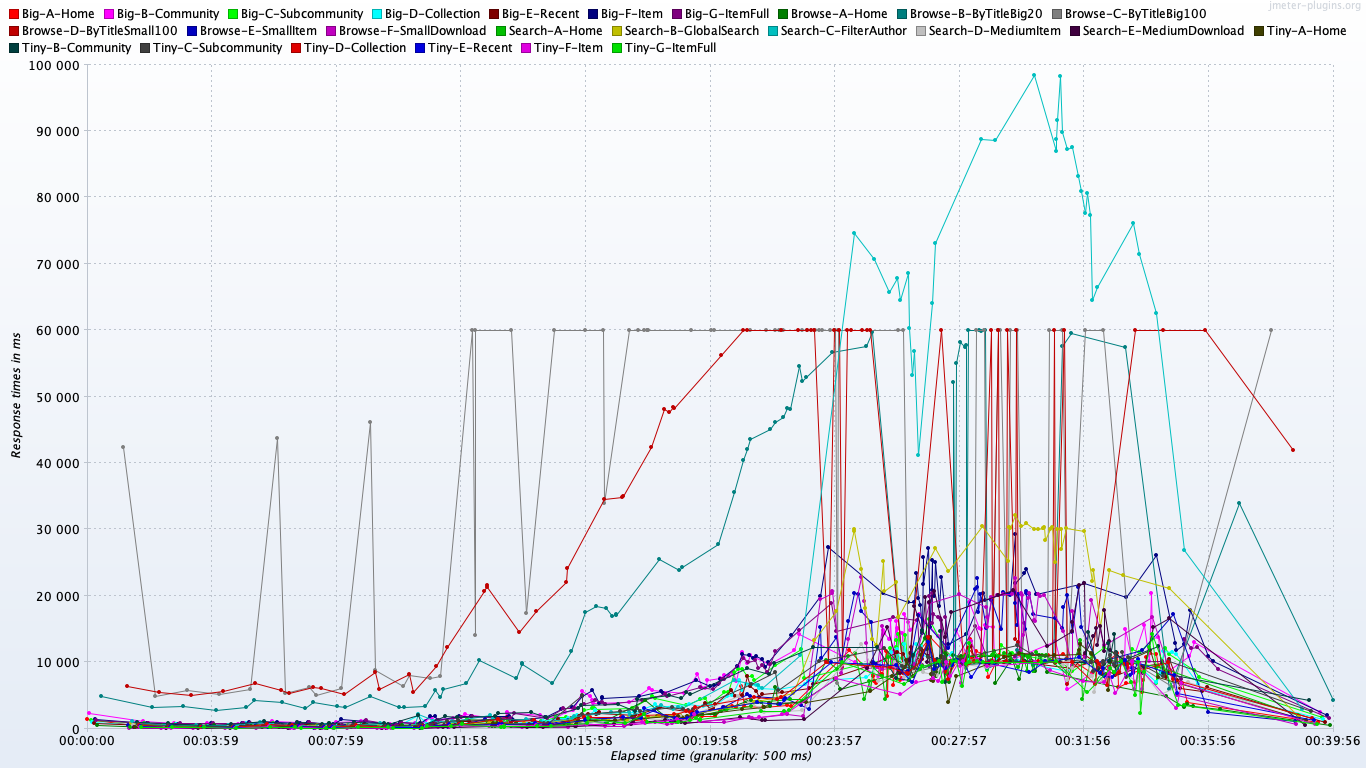 jmeter-plugins.org
Big-A-Home Big-B-Community Big-C-Subcommunity Big-D-Collection Big-E-Recent Big-F-Item Big-G-ItemFull Browse-A-Home Browse-B-ByTitleBig20 Browse-C-ByTitleBig100
Browse-D-ByTitleSmall100 Browse-E-SmallItem Browse-F-SmallDownload Search-A-Home Search-B-GlobalSearch Search-C-FilterAuthor Search-D-MediumItem Search-E-MediumDownload Tiny-A-Home
Tiny-B-Community Tiny-C-Subcommunity Tiny-D-Collection Tiny-E-Recent Tiny-F-Item Tiny-G-ItemFull
100 000
90 000
80 000
70 000
60 000
50 000
40 000
30 000
20 000
10 000
0
Response times in ms
00:00:00 00:03:59 00:07:59 00:11:58 00:15:58 00:19:58 00:23:57 00:27:57 00:31:56 00:35:56 00:39:56
Elapsed time (granularity: 500 ms)